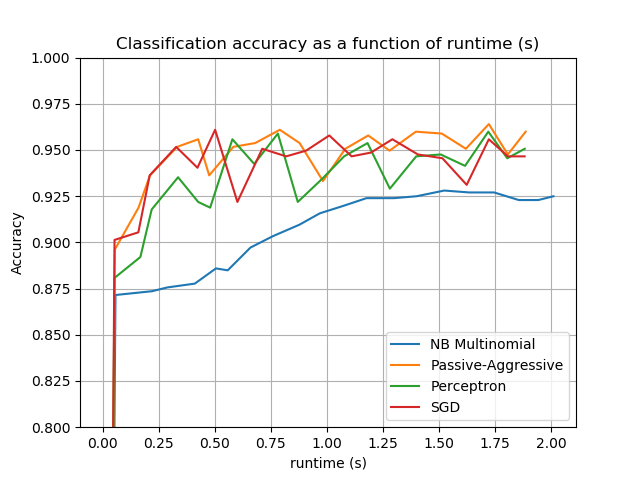 Classification accuracy as a function of runtime (s)
1.000
0.975
0.950
0.925
0.900
0.875
0.850
0.825
0.800
Accuracy
NB Multinomial
Passive-Aggressive
Perceptron
SGD
0.00 0.25 0.50 0.75 1.00 1.25 1.50 1.75 2.00
runtime (s)